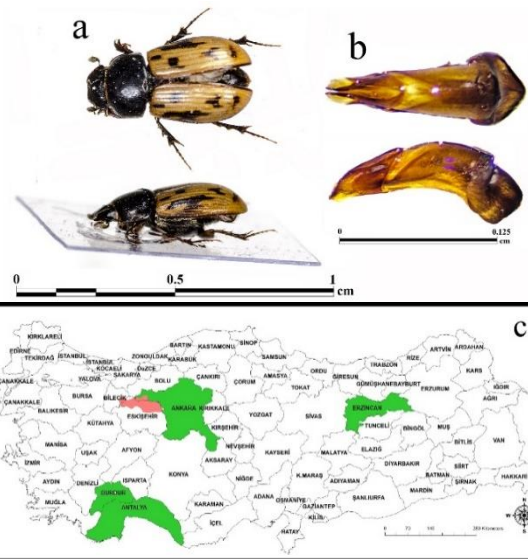 a
b
0 0.5 1
cm
0 0.125
cm
c
KIRKLARELİ
EDİRNE
TEKİRDAĞ
İSTANBUL
İSTANBUL
KOCAELİ
YALOVA
SAKARYA
DüZCE
ZONGULDAK
BARTIN
KARABÜK
KASTAMONU
SİNOP
SAMSUN
ORDU
GİRESUN
TRABZON
RİZE
ARTVİN
ARDAHAN
KARS
IĞDIR
AĞRI
ÇANAKKALE
ÇANAKKALE
BALIKESİR
BURSA
BİLECİK
BOLU
ÇANKIRI
ÇORUM
AMASYA
TOKAT
GÜMÜŞHANE
BAYBURT
ERZURUM
ERZİNCAN
ESKİŞEHİR
ANKARA
KIRIKKALE
YOZGAT
SİVAS
TUNCELİ
BİNGÖL
MUŞ
KÜTAHYA
KIRŞEHİR
NEVŞEHİR
KAYSERİ
MALATYA
ELAZIĞ
BİTLİS
VAN
MANİSA
UŞAK
AFYON
AKSARAY
İZMİR
AYDIN
DENİZLİ
ISPARTA
KONYA
NİĞDE
K.MARAŞ
ADIYAMAN
DİYARBAKIR
BATMAN
SİİRT
ŞIRNAK
HAKKARİ
MARDİN
ŞANLIURFA
MUĞLA
BURDUR
ANTALYA
KARAMAN
İÇEL
ADANA
OSMANİYE
GAZİANTEP
KİLİS
HATAY